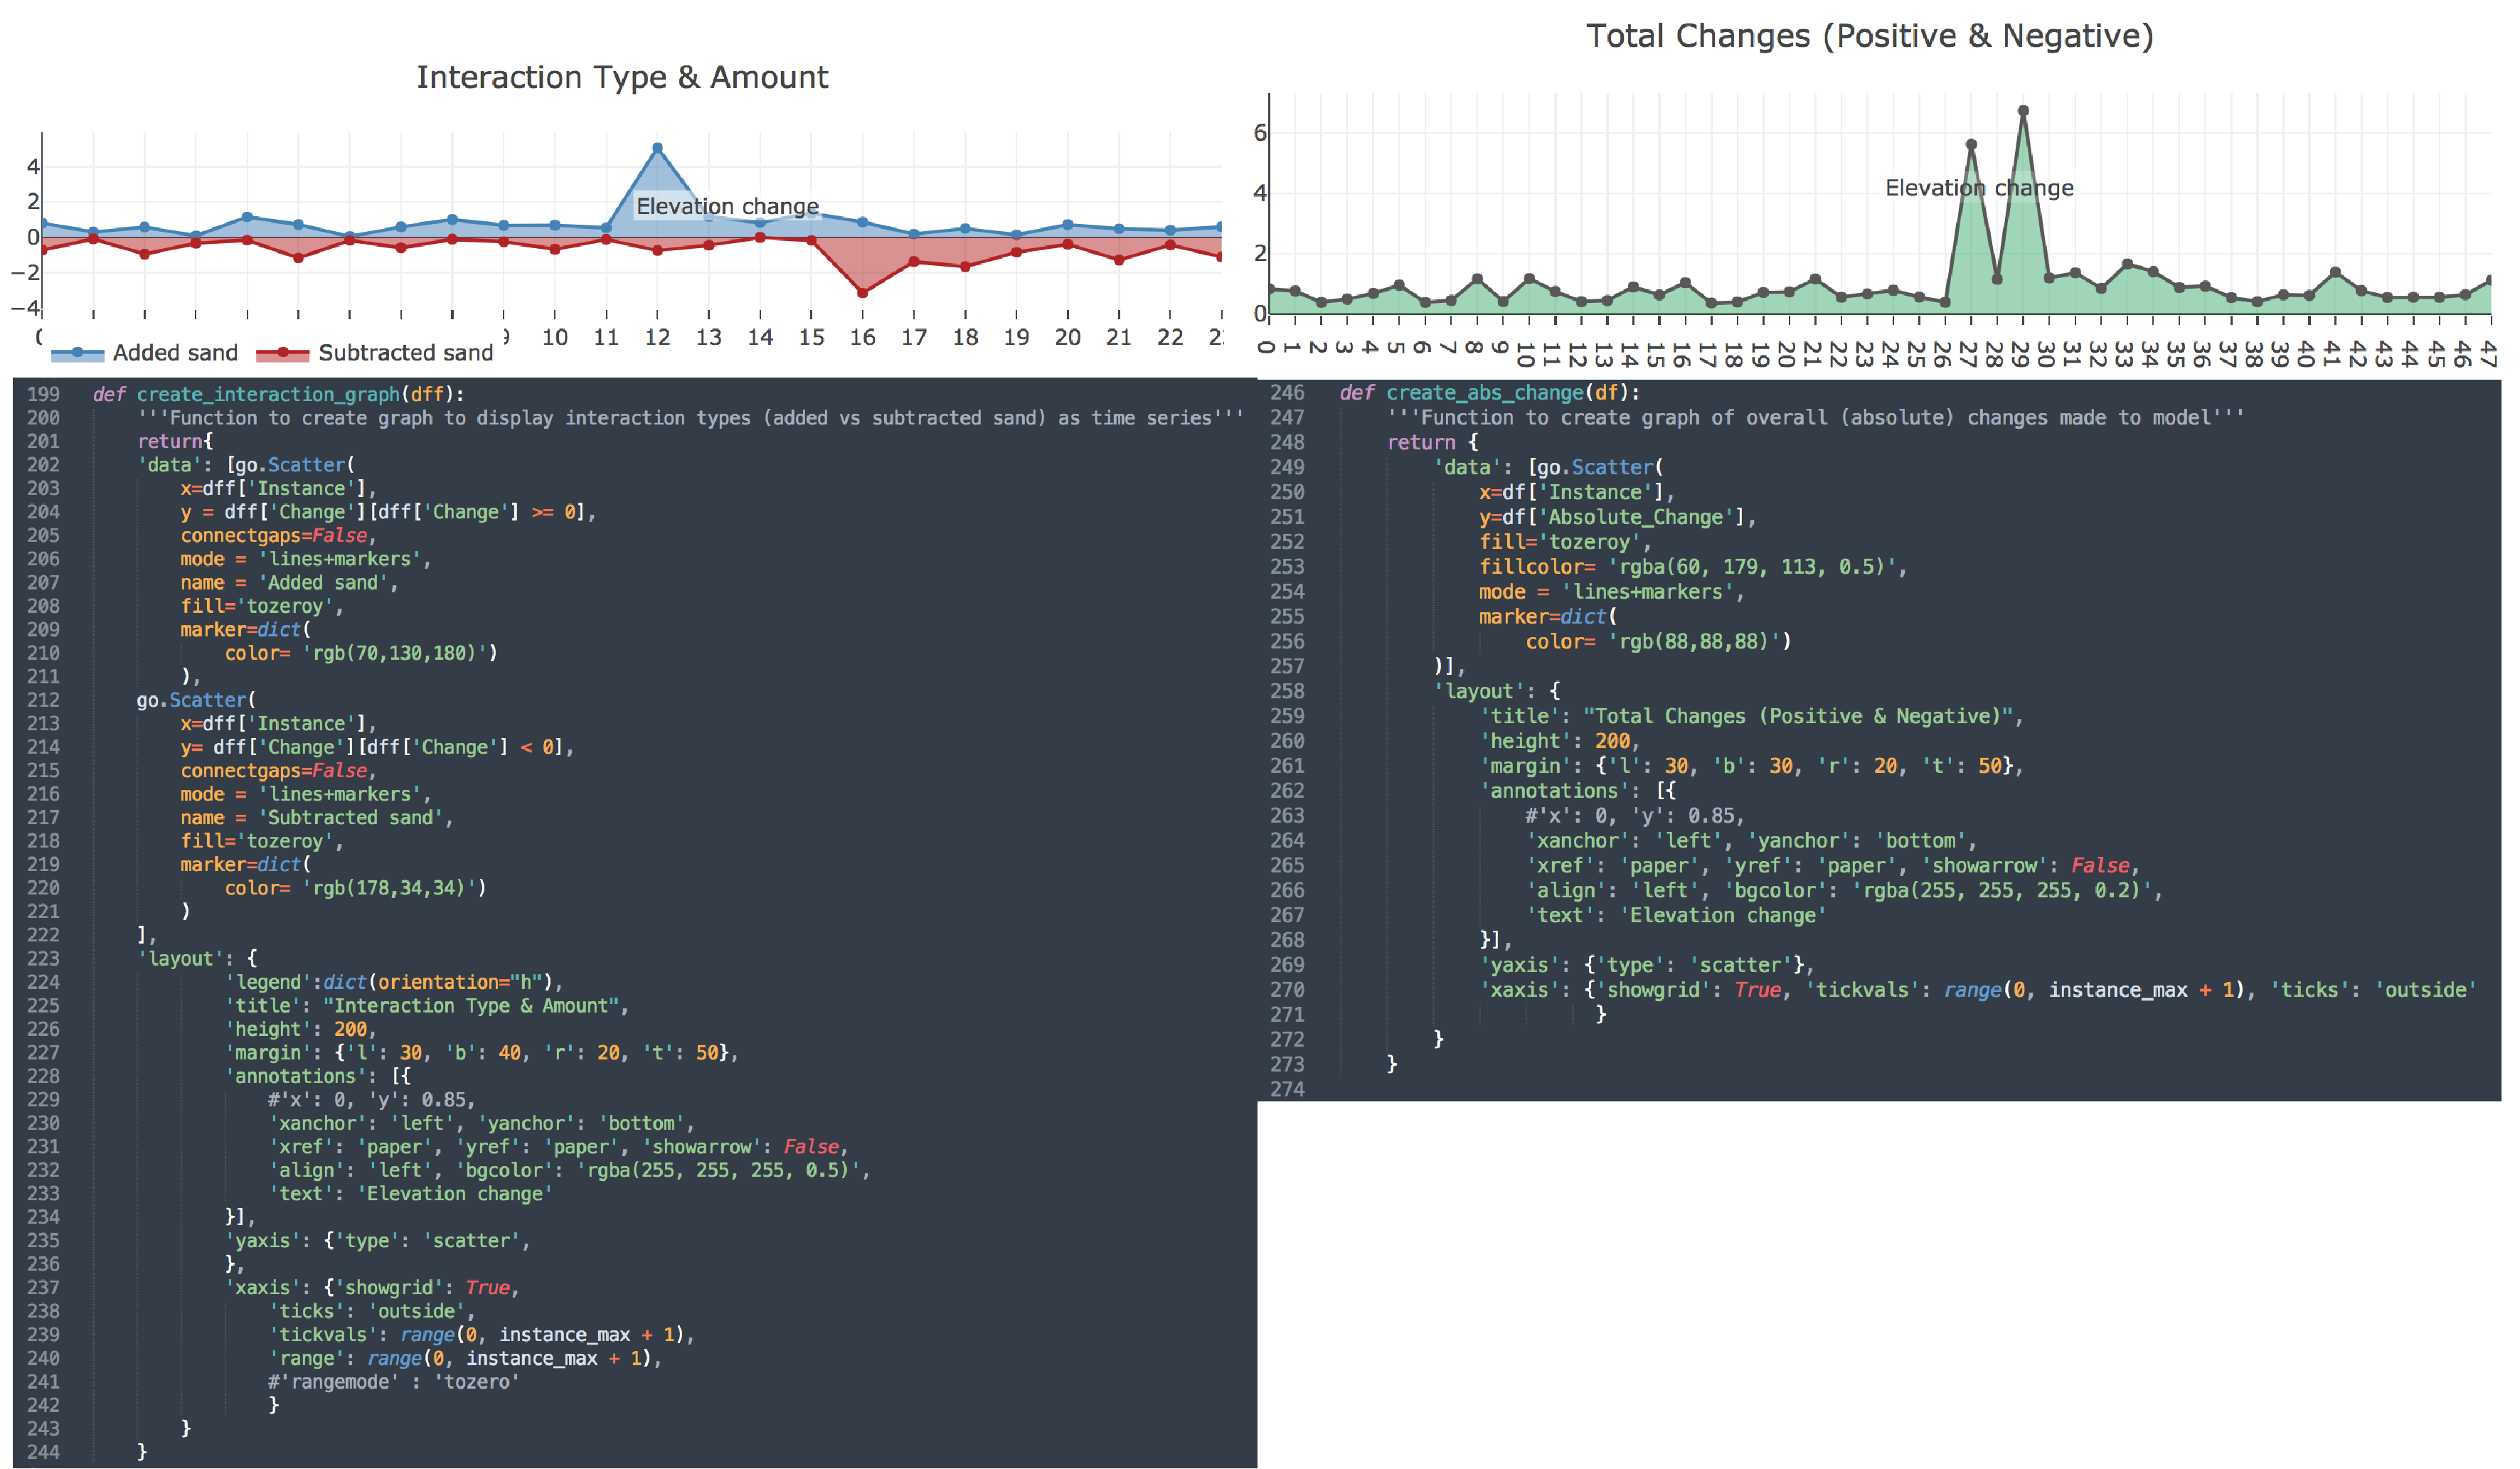 Interaction Type & Amount
4
2
0
−2
−4
Elevation change
9 10 11 12 13 14 15 16 17 18 19 20 21 22
Added sand Subtracted sand
199 def create_interaction_graph(dff):
200 '''Function to create graph to display interaction types (added vs subtracted sand) as time series'''
201 return{
202 'data': [go.Scatter(
203 x=dff['Instance'],
204 y = dff['Change'][dff['Change'] >= 0],
205 connectgaps=False,
206 mode = 'lines+markers',
207 name = 'Added sand',
208 fill='tozeroy',
209 marker=dict(
210 color= 'rgb(70,130,180)')
211 ),
212 go.Scatter(
213 x=dff['Instance'],
214 y= dff['Change'][dff['Change'] < 0],
215 connectgaps=False,
216 mode = 'lines+markers',
217 name = 'Subtracted sand',
218 fill='tozeroy',
219 marker=dict(
220 color= 'rgb(178,34,34)')
221 )
222 ],
223 'layout': {
224 'legend':dict(orientation="h"),
225 'title': "Interaction Type & Amount",
226 'height': 200,
227 'margin': {'l': 30, 'b': 40, 'r': 20, 't': 50},
228 'annotations': [{
229 #'x': 0, 'y': 0.85,
230 'xanchor': 'left', 'yanchor': 'bottom',
231 'xref': 'paper', 'yref': 'paper', 'showarrow': False,
232 'align': 'left', 'bgcolor': 'rgba(255, 255, 255, 0.5)',
233 'text': 'Elevation change'
234 }],
235 'yaxis': {'type': 'scatter',
236 },
237 'xaxis': {'showgrid': True,
238 'ticks': 'outside',
239 'tickvals': range(0, instance_max + 1),
240 'range': range(0, instance_max + 1),
241 #'rangemode' : 'tozero'
242 }
243 }
244 }
Total Changes (Positive & Negative)
6
4
2
0
Elevation change
0 1 2 3 4 5 6 7 8 9 10 11 12 13 14 15 16 17 18 19 20 21 22 23 24 25 26 27 28 29 30 31 32 33 34 35 36 37 38 39 40 41 42 43 44 45 46 47
246 def create_abs_change(df):
247 '''Function to create graph of overall (absolute) changes made to model'''
248 return {
249 'data': [go.Scatter(
250 x=df['Instance'],
251 y=df['Absolute_Change'],
252 fill='tozeroy',
253 fillcolor= 'rgba(60, 179, 113, 0.5)',
254 mode = 'lines+markers',
255 marker=dict(
256 color= 'rgb(88,88,88)')
257 )],
258 'layout': {
259 'title': "Total Changes (Positive & Negative)",
260 'height': 200,
261 'margin': {'l': 30, 'b': 30, 'r': 20, 't': 50},
262 'annotations': [{
263 #'x': 0, 'y': 0.85,
264 'xanchor': 'left', 'yanchor': 'bottom',
265 'xref': 'paper', 'yref': 'paper', 'showarrow': False,
266 'align': 'left', 'bgcolor': 'rgba(255, 255, 255, 0.2)',
267 'text': 'Elevation change'
268 }],
269 'yaxis': {'type': 'scatter'},
270 'xaxis': {'showgrid': True, 'tickvals': range(0, instance_max + 1), 'ticks': 'outside'
271 }
272 }
273 }
274